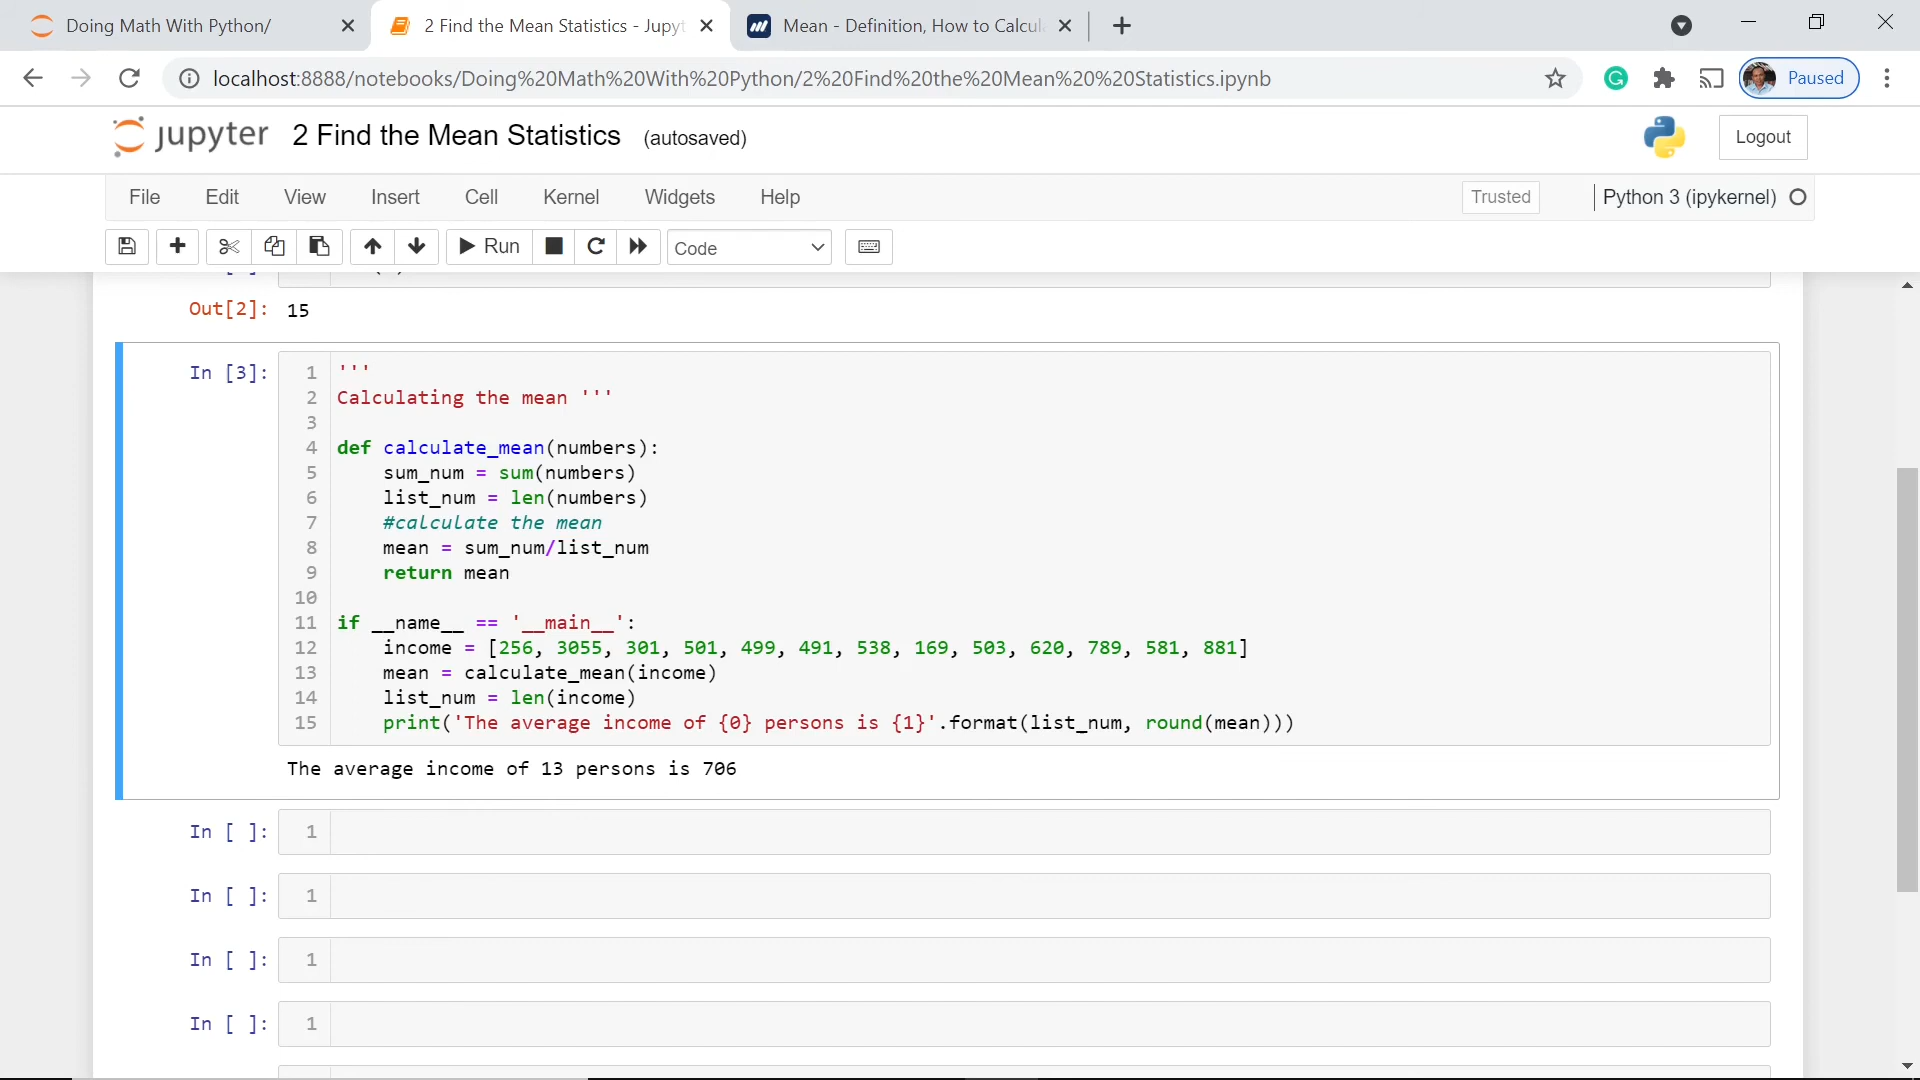 Doing Math With Python/
2 Find the Mean Statistics - Jupyt
Mean - Definition, How to Calcul
localhost:8888/notebooks/Doing%20Math%20With%20Python/2%20Find%20the%20Mean%20%20Statistics.ipynb
Paused
jupyter 2 Find the Mean Statistics (autosaved)
Logout
File Edit View Insert Cell Kernel Widgets Help
Trusted
Python 3 (ipykernel)
Run
Code
Out[2]: 15
In [3]:
1 '''
2 Calculating the mean '''
3
4 def calculate_mean(numbers):
5 sum_num = sum(numbers)
6 list_num = len(numbers)
7 #calculate the mean
8 mean = sum_num/list_num
9 return mean
10
11 if __name__ == '__main__':
12 income = [256, 3055, 301, 501, 499, 491, 538, 169, 503, 620, 789, 581, 881]
13 mean = calculate_mean(income)
14 list_num = len(income)
15 print('The average income of {0} persons is {1}'.format(list_num, round(mean)))
The average income of 13 persons is 706
In [ ]: 1
In [ ]: 1
In [ ]: 1
In [ ]: 1